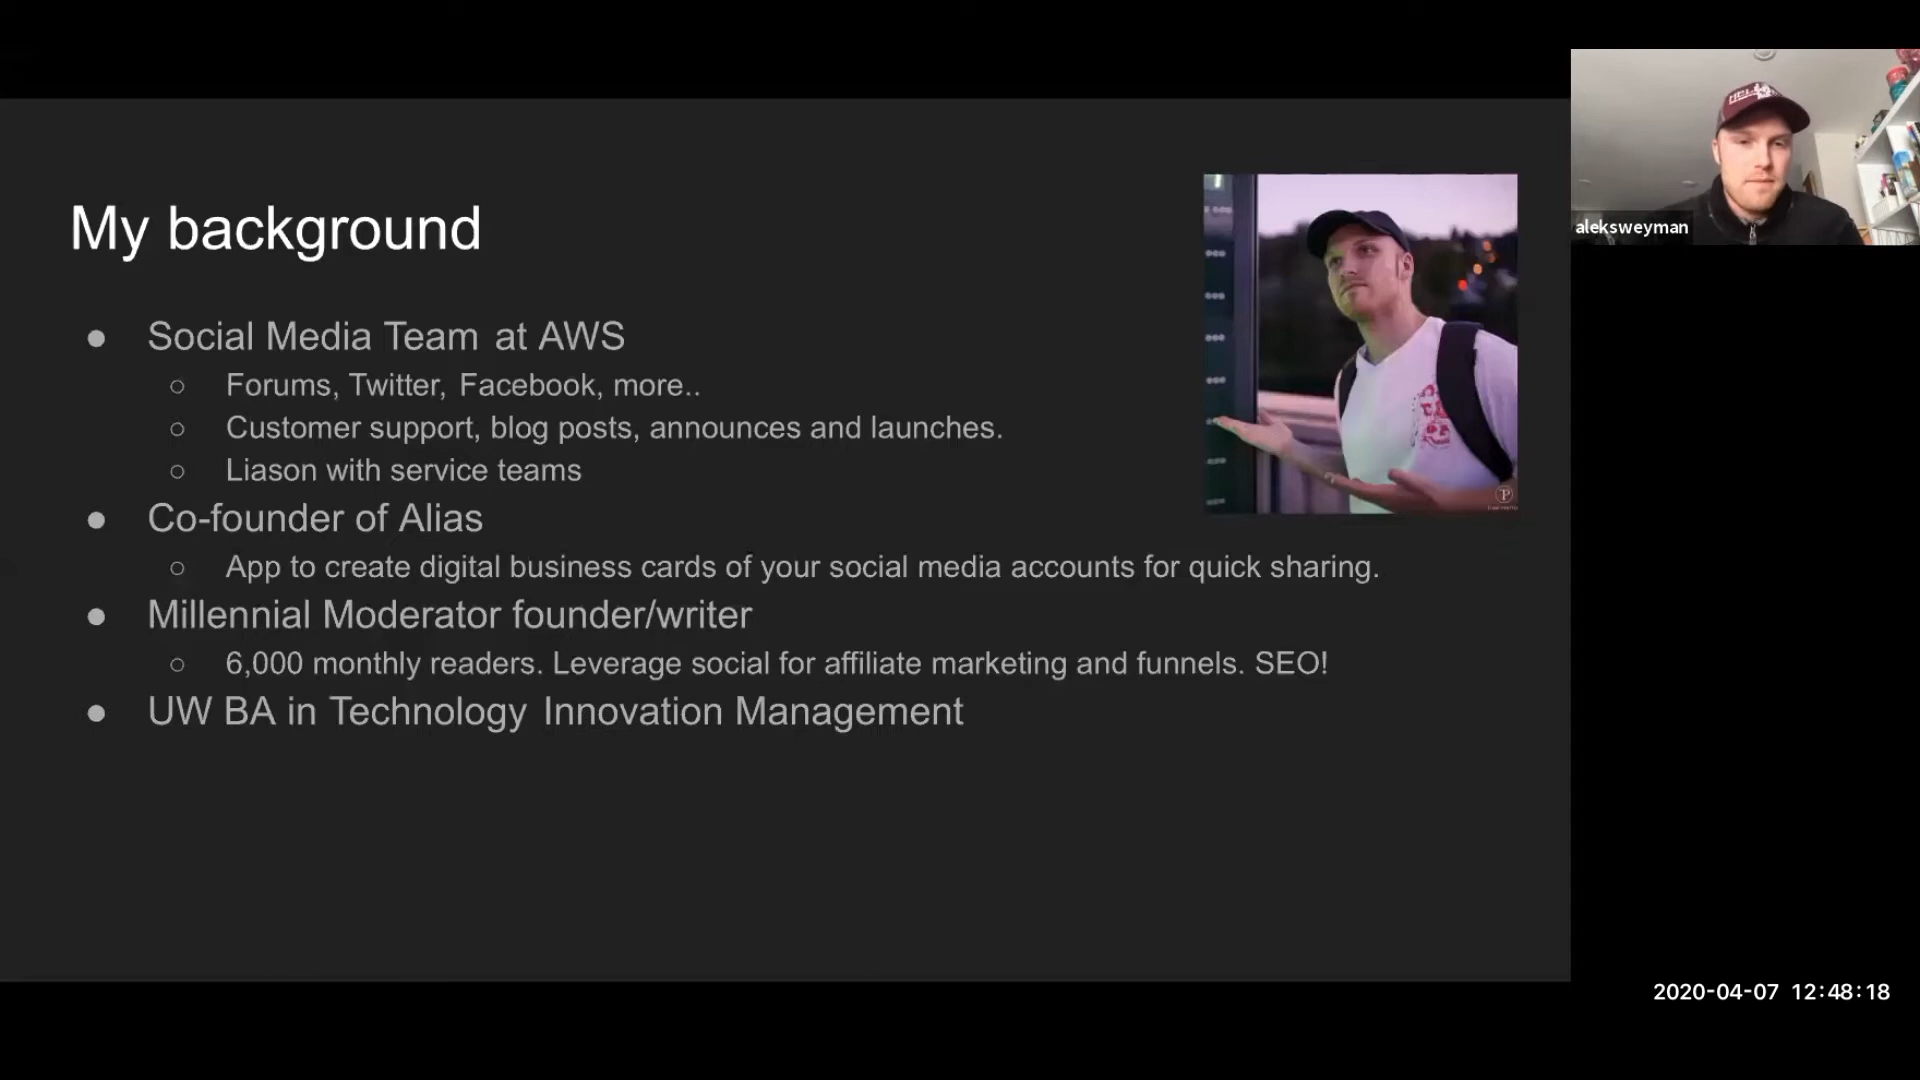 My background
● Social Media Team at AWS
○ Forums, Twitter, Facebook, more..
○ Customer support, blog posts, announces and launches.
○ Liason with service teams
● Co-founder of Alias
○ App to create digital business cards of your social media accounts for quick sharing.
● Millennial Moderator founder/writer
○ 6,000 monthly readers. Leverage social for affiliate marketing and funnels. SEO!
● UW BA in Technology Innovation Management
aleksweyman
2020-04-07 12:48:18